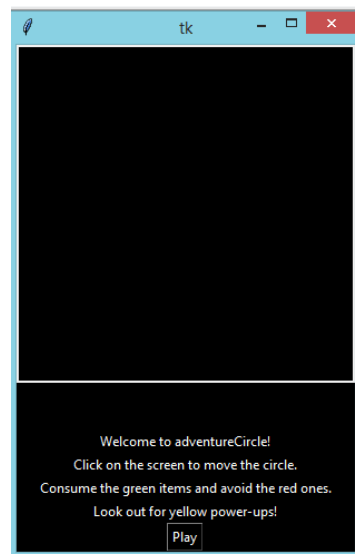 tk
Welcome to adventureCircle!
Click on the screen to move the circle.
Consume the green items and avoid the red ones.
Look out for yellow power-ups!
Play